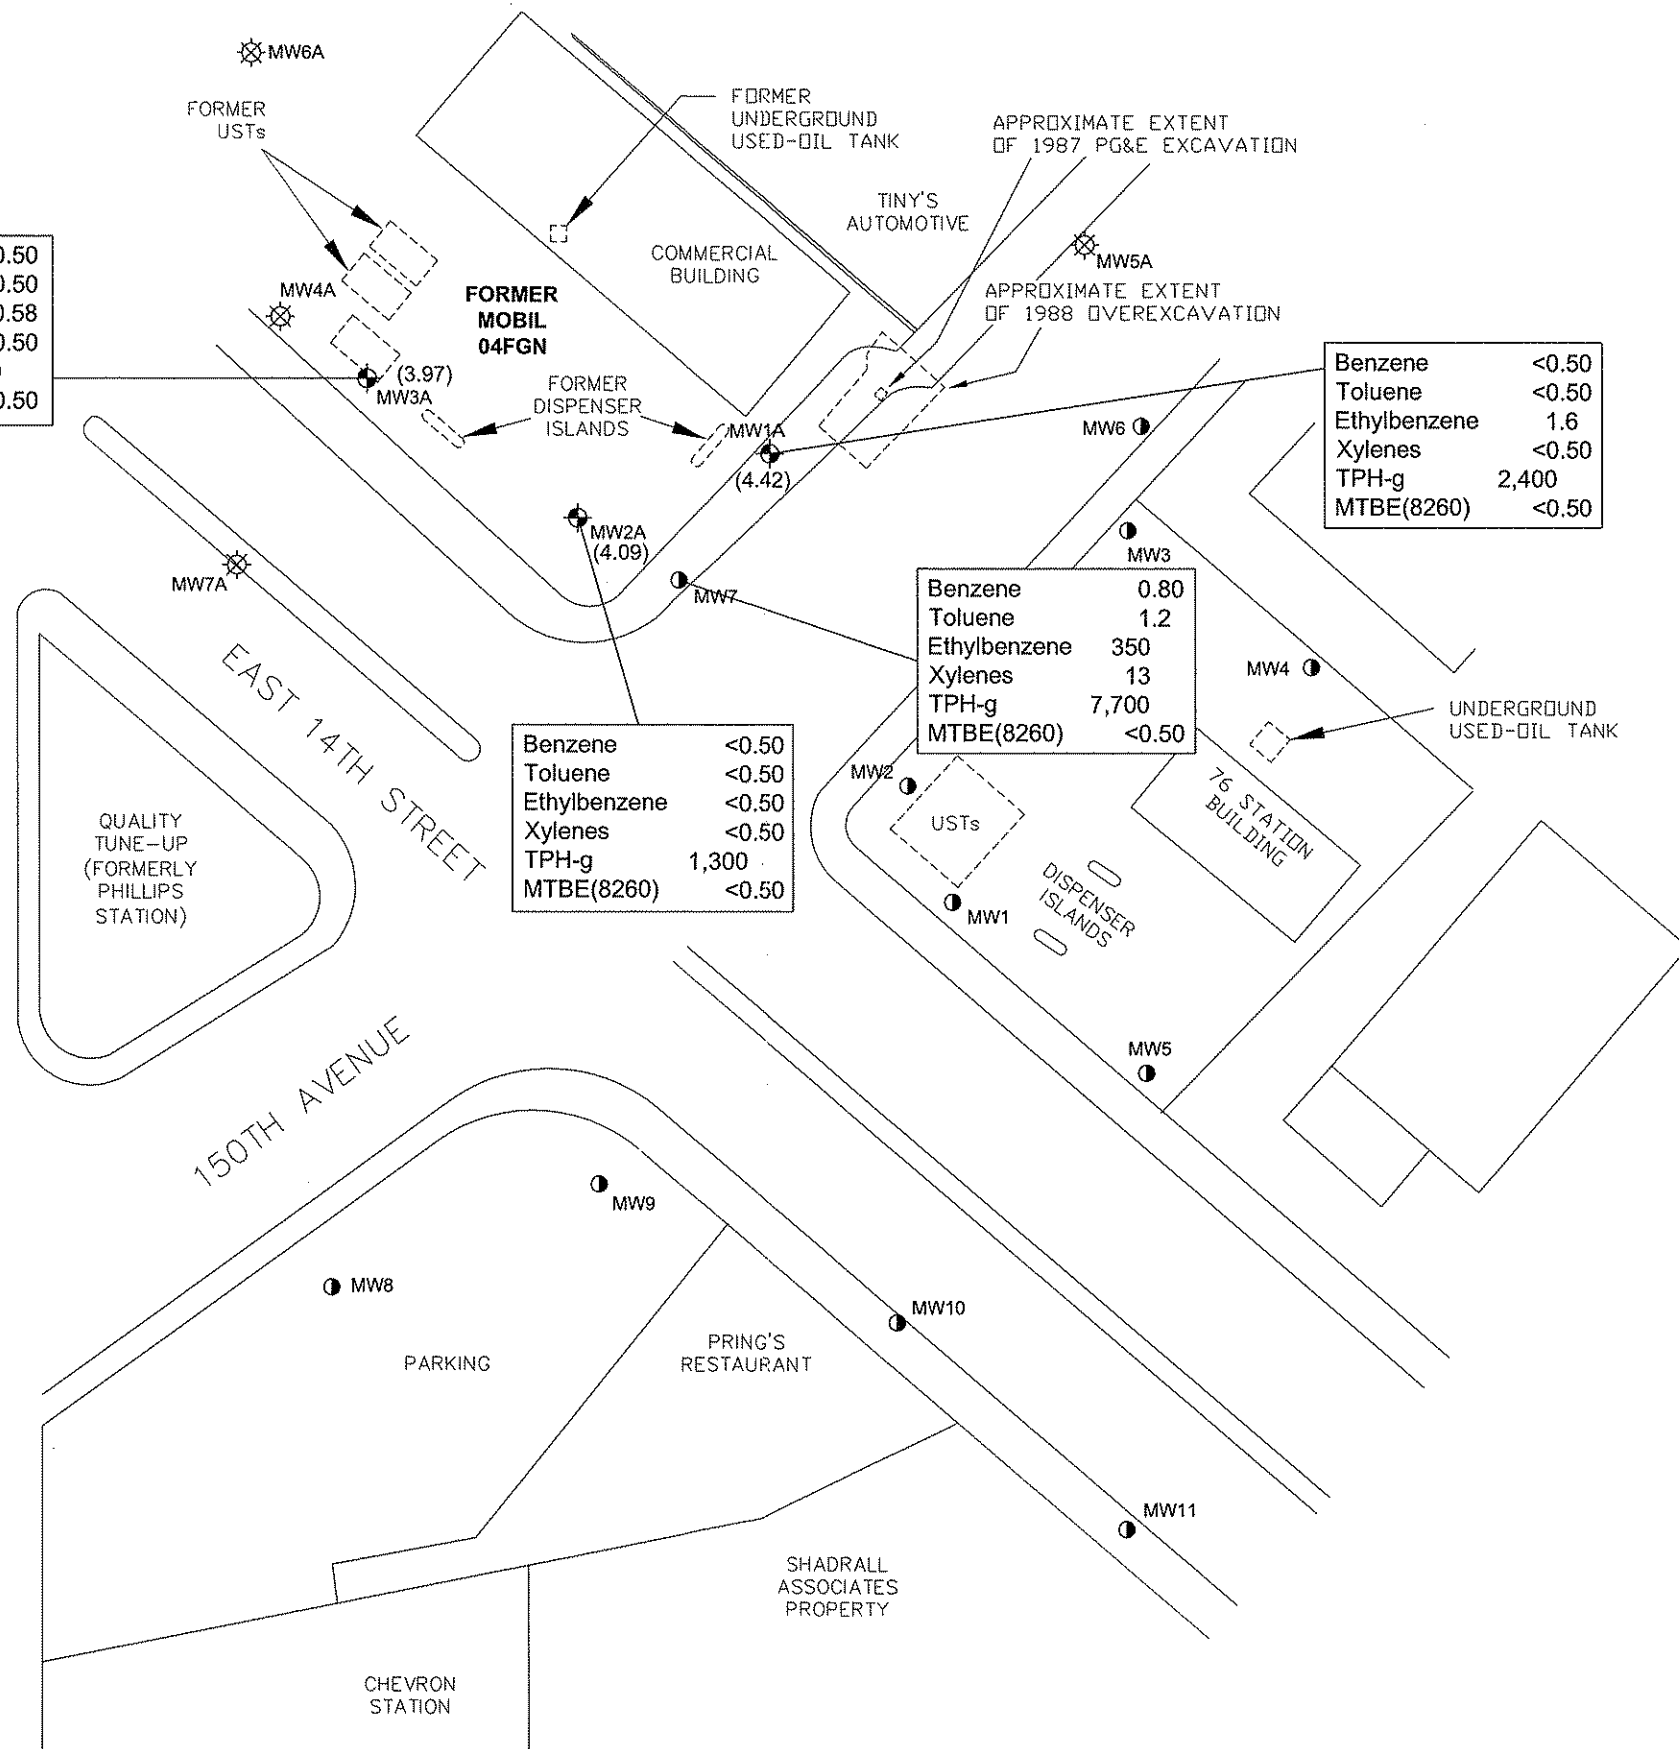 MW6A
FORMER
USTs
FORMER
UNDERGROUND
USED-OIL TANK
APPROXIMATE EXTENT
OF 1987 PG&E EXCAVATION
TINY'S
AUTOMOTIVE
COMMERCIAL
BUILDING
MW5A
APPROXIMATE EXTENT
OF 1988 OVEREXCAVATION
0.50
0.50
0.58
0.50
0.50
MW4A
FORMER
MOBIL
04FGN
(3.97)
MW3A
FORMER
DISPENSER
ISLANDS
MW1A
(4.42)
Benzene <0.50
Toluene <0.50
Ethylbenzene 1.6
Xylenes <0.50
TPH-g 2,400
MTBE(8260) <0.50
MW6
MW2A
(4.09)
MW3
MW7A
MW7
Benzene 0.80
Toluene 1.2
Ethylbenzene 350
Xylenes 13
TPH-g 7,700
MTBE(8260) <0.50
MW4
UNDERGROUND
USED-OIL TANK
EAST 14TH STREET
Benzene <0.50
Toluene <0.50
Ethylbenzene <0.50
Xylenes <0.50
TPH-g 1,300
MTBE(8260) <0.50
MW2
USTs
76 STATION
BUILDING
QUALITY
TUNE-UP
(FORMERLY
PHILLIPS
STATION)
DISPENSER
ISLANDS
MW1
MW5
150TH AVENUE
MW9
MW8
MW10
PARKING
PRING'S
RESTAURANT
MW11
SHADRALL
ASSOCIATES
PROPERTY
CHEVRON
STATION